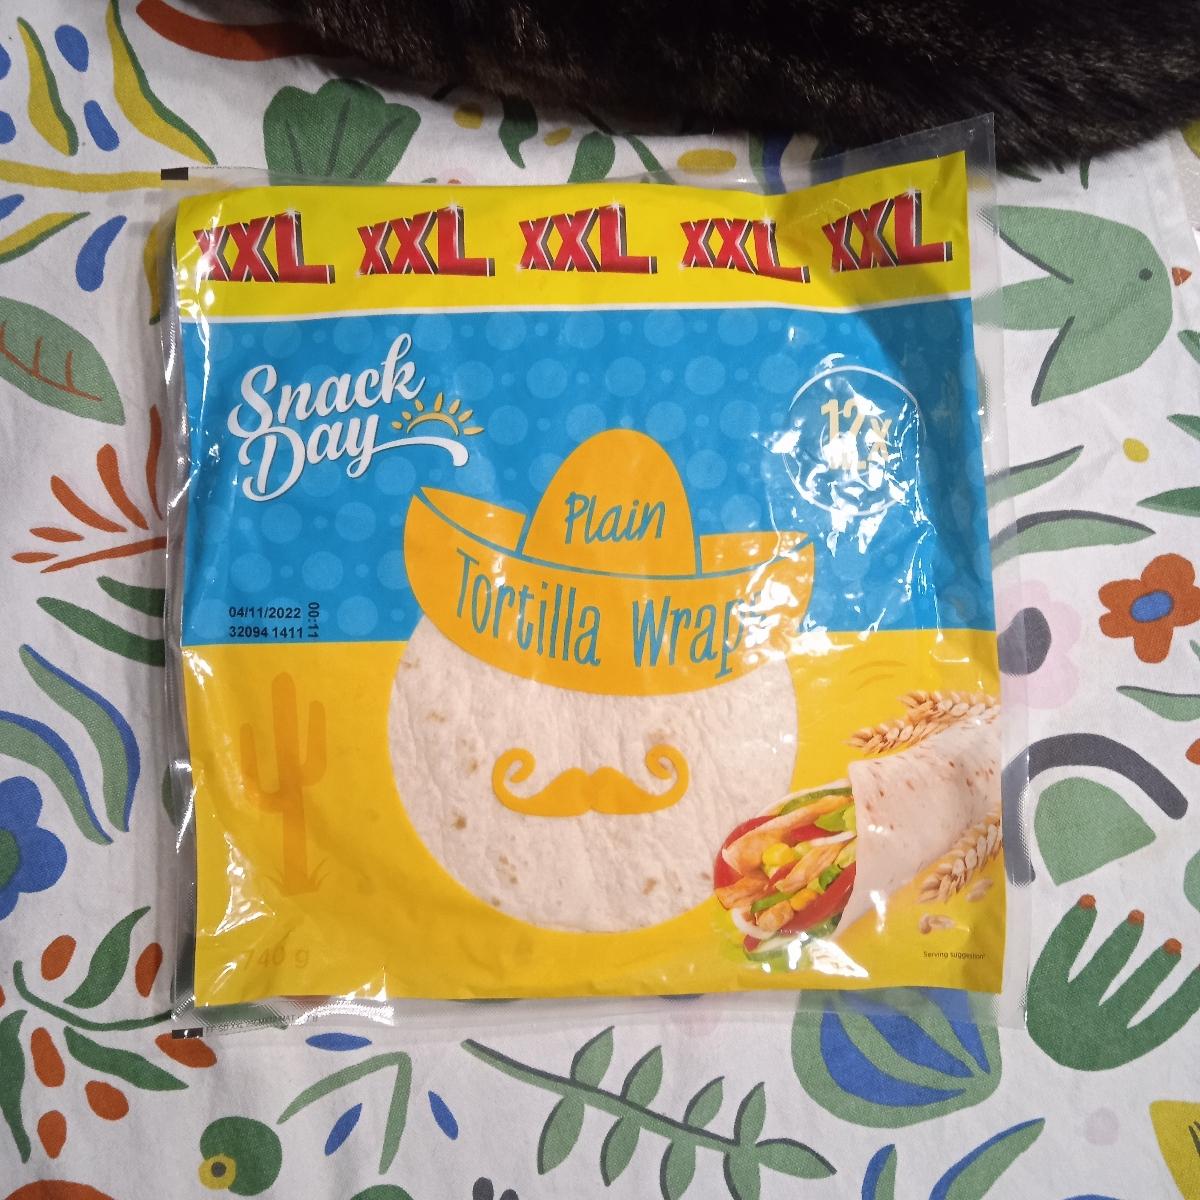 XXL XXL XXL XXL XXL
Snack
Day
12x
Plain
Tortilla Wraps
04/11/2022 00:11
32094 1411
740 g
Serving suggestion